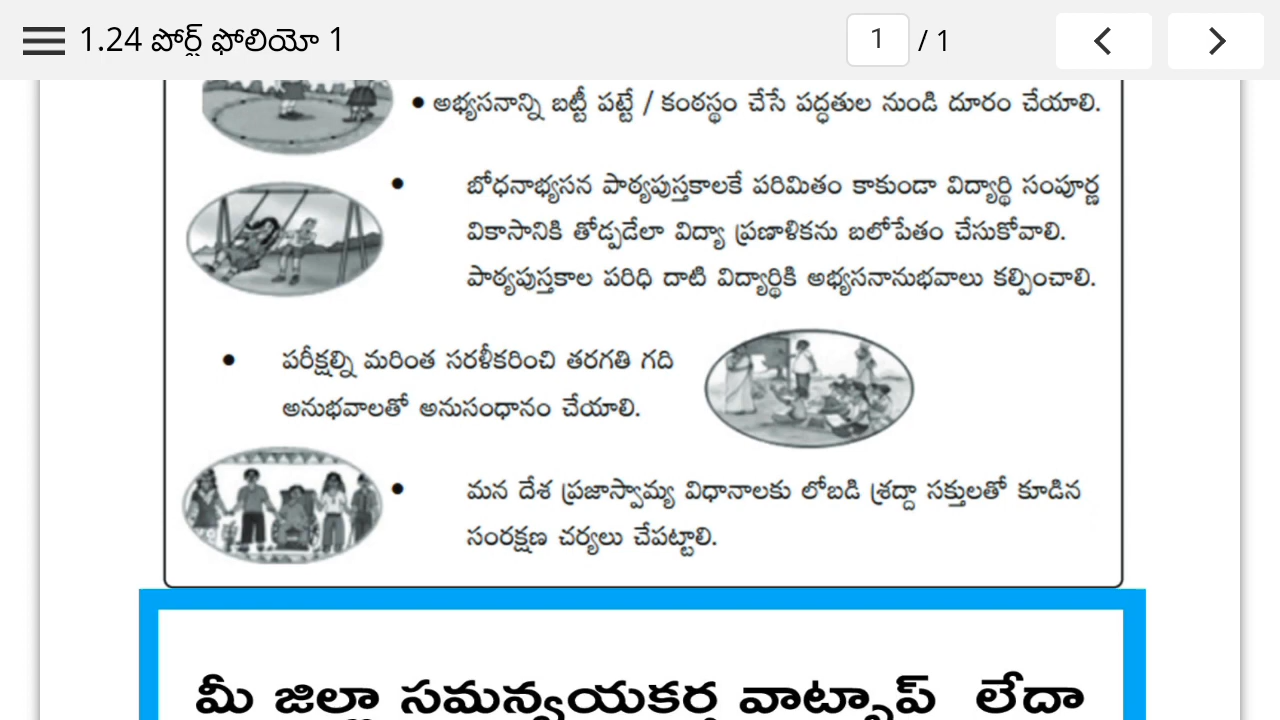 1.24 పోర్ట్ ఫోలియో 1
1 / 1
• అభ్యసనాన్ని బట్టీ పట్టే / కంఠస్థం చేసే పద్ధతుల నుండి దూరం చేయాలి.
• బోధనాభ్యసన పాఠ్యపుస్తకాలకే పరిమితం కాకుండా విద్యార్థి సంపూర్ణ
వికాసానికి తోడ్పడేలా విద్యా ప్రణాళికను బలోపేతం చేసుకోవాలి.
పాఠ్యపుస్తకాల పరిధి దాటి విద్యార్థికి అభ్యసనానుభవాలు కల్పించాలి.
• పరీక్షల్ని మరింత సరళీకరించి తరగతి గది
అనుభవాలతో అనుసంధానం చేయాలి.
• మన దేశ ప్రజాస్వామ్య విధానాలకు లోబడి శ్రద్దా సక్తులతో కూడిన
సంరక్షణ చర్యలు చేపట్టాలి.
మీ జిల్లా సమన్వయకర్త వాట్సాప్ లేదా